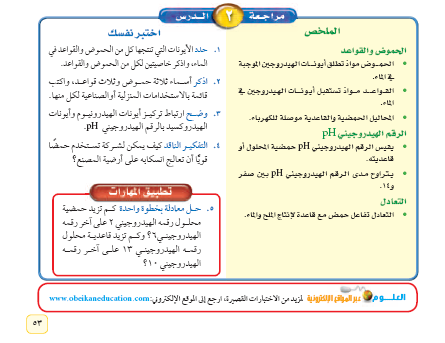 مراجعة ٢ الدرس
الملخص
الحموض والقواعد
• الحموض مواد تطلق أيونات الهيدروجين الموجبة
في الماء.
• القواعد مواد تستقبل أيونات الهيدروجين في
الماء.
• المحاليل الحمضية والقاعدية موصلة للكهرباء.
الرقم الهيدروجيني pH
• يقيس الرقم الهيدروجيني pH حمضية المحلول أو
قاعديته.
• يتراوح مدى الرقم الهيدروجيني pH بين صفر
و١٤.
التعادل
• التعادل تفاعل حمض مع قاعدة لإنتاج الملح والماء.
اختبر نفسك
١. حدد الأيونات التي تنتجها كل من الحموض والقواعد في
الماء، واذكر خاصيتين لكل من الحموض والقواعد.
٢. اذكر أسماء ثلاثة حموض وثلاث قواعد، واكتب
قائمة بالاستخدامات المنزلية أو الصناعية لكل منها.
٣. وضح ارتباط تركيز أيونات الهيدروجين وأيونات
الهيدروكسيد بالرقم الهيدروجيني pH.
٤. التفكير الناقد كيف يمكن لشركة تستخدم حمضًا
قويًّا أن تعالج انسكابه على أرضية المصنع؟
تطبيق المهارات
٥. حل معادلة بخطوة واحدة كم تزيد حمضية
محلول رقمه الهيدروجيني ٢ على آخر رقمه
الهيدروجيني ٦؟ وكم تزيد قاعدية محلول
رقمه الهيدروجيني ١٣ على آخر رقمه
الهيدروجيني ١٠؟
العلوم عبر المواقع الإلكترونية لمزيد من الاختبارات القصيرة، ارجع إلى الموقع الإلكتروني: www.obeikaneducation.com
٥٣